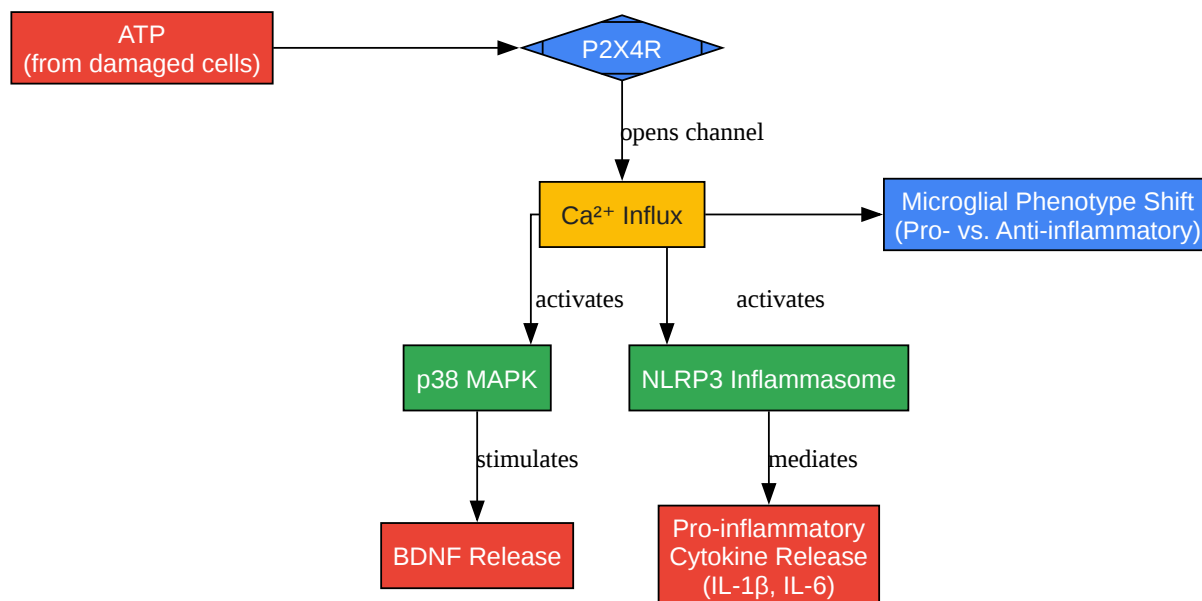 ATP
(from damaged cells)
P2X4R
opens channel
Ca²⁺ Influx
Microglial Phenotype Shift
(Pro- vs. Anti-inflammatory)
activates
activates
p38 MAPK
NLRP3 Inflammasome
stimulates
mediates
BDNF Release
Pro-inflammatory
Cytokine Release
(IL-1β, IL-6)